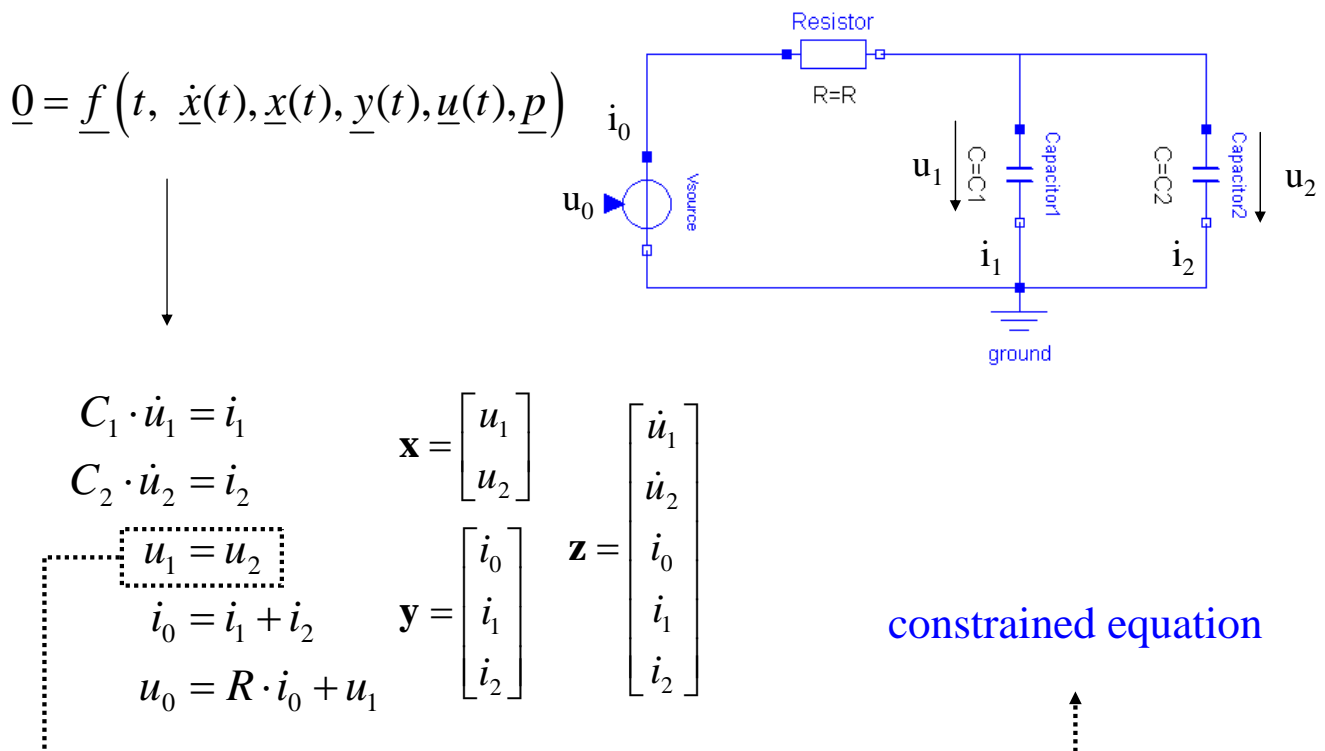 0 = f(t, ẋ(t), x(t), y(t), u(t), p)
Resistor
R=R
i₀
u₀
Vsource
u₁
C=C1
Capacitor1
i₁
C=C2
Capacitor2
u₂
i₂
ground
C₁ · u̇₁ = i₁
C₂ · u̇₂ = i₂
u₁ = u₂
i₀ = i₁ + i₂
u₀ = R · i₀ + u₁
x = [u₁ u₂]
y = [i₀ i₁ i₂]
z = [u̇₁ u̇₂ i₀ i₁ i₂]
constrained equation